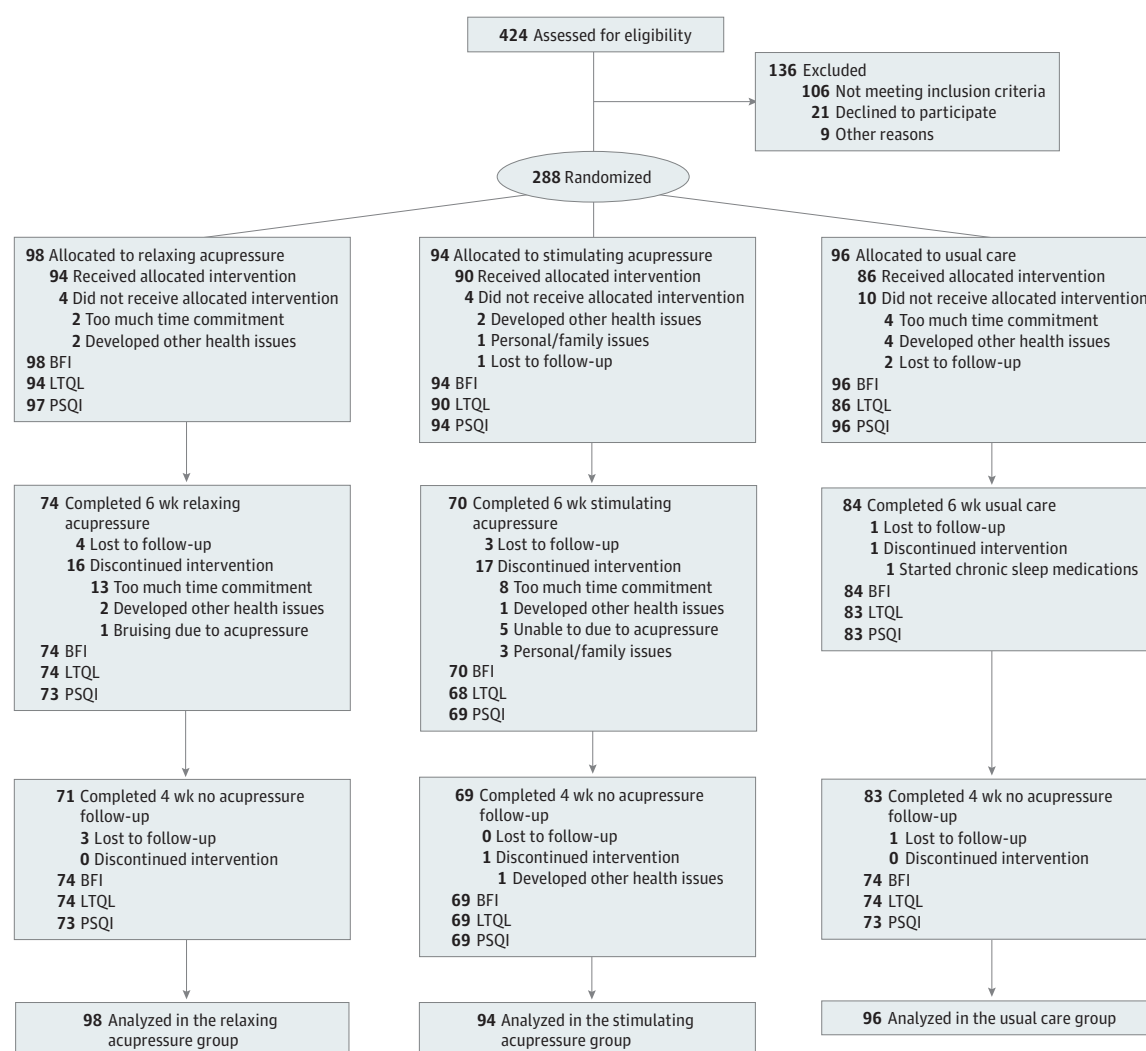 424 Assessed for eligibility
136 Excluded
106 Not meeting inclusion criteria
21 Declined to participate
9 Other reasons
288 Randomized
98 Allocated to relaxing acupressure
94 Received allocated intervention
4 Did not receive allocated intervention
2 Too much time commitment
2 Developed other health issues
98 BFI
94 LTQL
97 PSQI
94 Allocated to stimulating acupressure
90 Received allocated intervention
4 Did not receive allocated intervention
2 Developed other health issues
1 Personal/family issues
1 Lost to follow-up
94 BFI
90 LTQL
94 PSQI
96 Allocated to usual care
86 Received allocated intervention
10 Did not receive allocated intervention
4 Too much time commitment
4 Developed other health issues
2 Lost to follow-up
96 BFI
86 LTQL
96 PSQI
74 Completed 6 wk relaxing
acupressure
4 Lost to follow-up
16 Discontinued intervention
13 Too much time commitment
2 Developed other health issues
1 Bruising due to acupressure
74 BFI
74 LTQL
73 PSQI
70 Completed 6 wk stimulating
acupressure
3 Lost to follow-up
17 Discontinued intervention
8 Too much time commitment
1 Developed other health issues
5 Unable to due to acupressure
3 Personal/family issues
70 BFI
68 LTQL
69 PSQI
84 Completed 6 wk usual care
1 Lost to follow-up
1 Discontinued intervention
1 Started chronic sleep medications
84 BFI
83 LTQL
83 PSQI
71 Completed 4 wk no acupressure
follow-up
3 Lost to follow-up
0 Discontinued intervention
74 BFI
74 LTQL
73 PSQI
69 Completed 4 wk no acupressure
follow-up
0 Lost to follow-up
1 Discontinued intervention
1 Developed other health issues
69 BFI
69 LTQL
69 PSQI
83 Completed 4 wk no acupressure
follow-up
1 Lost to follow-up
0 Discontinued intervention
74 BFI
74 LTQL
73 PSQI
98 Analyzed in the relaxing
acupressure group
94 Analyzed in the stimulating
acupressure group
96 Analyzed in the usual care group